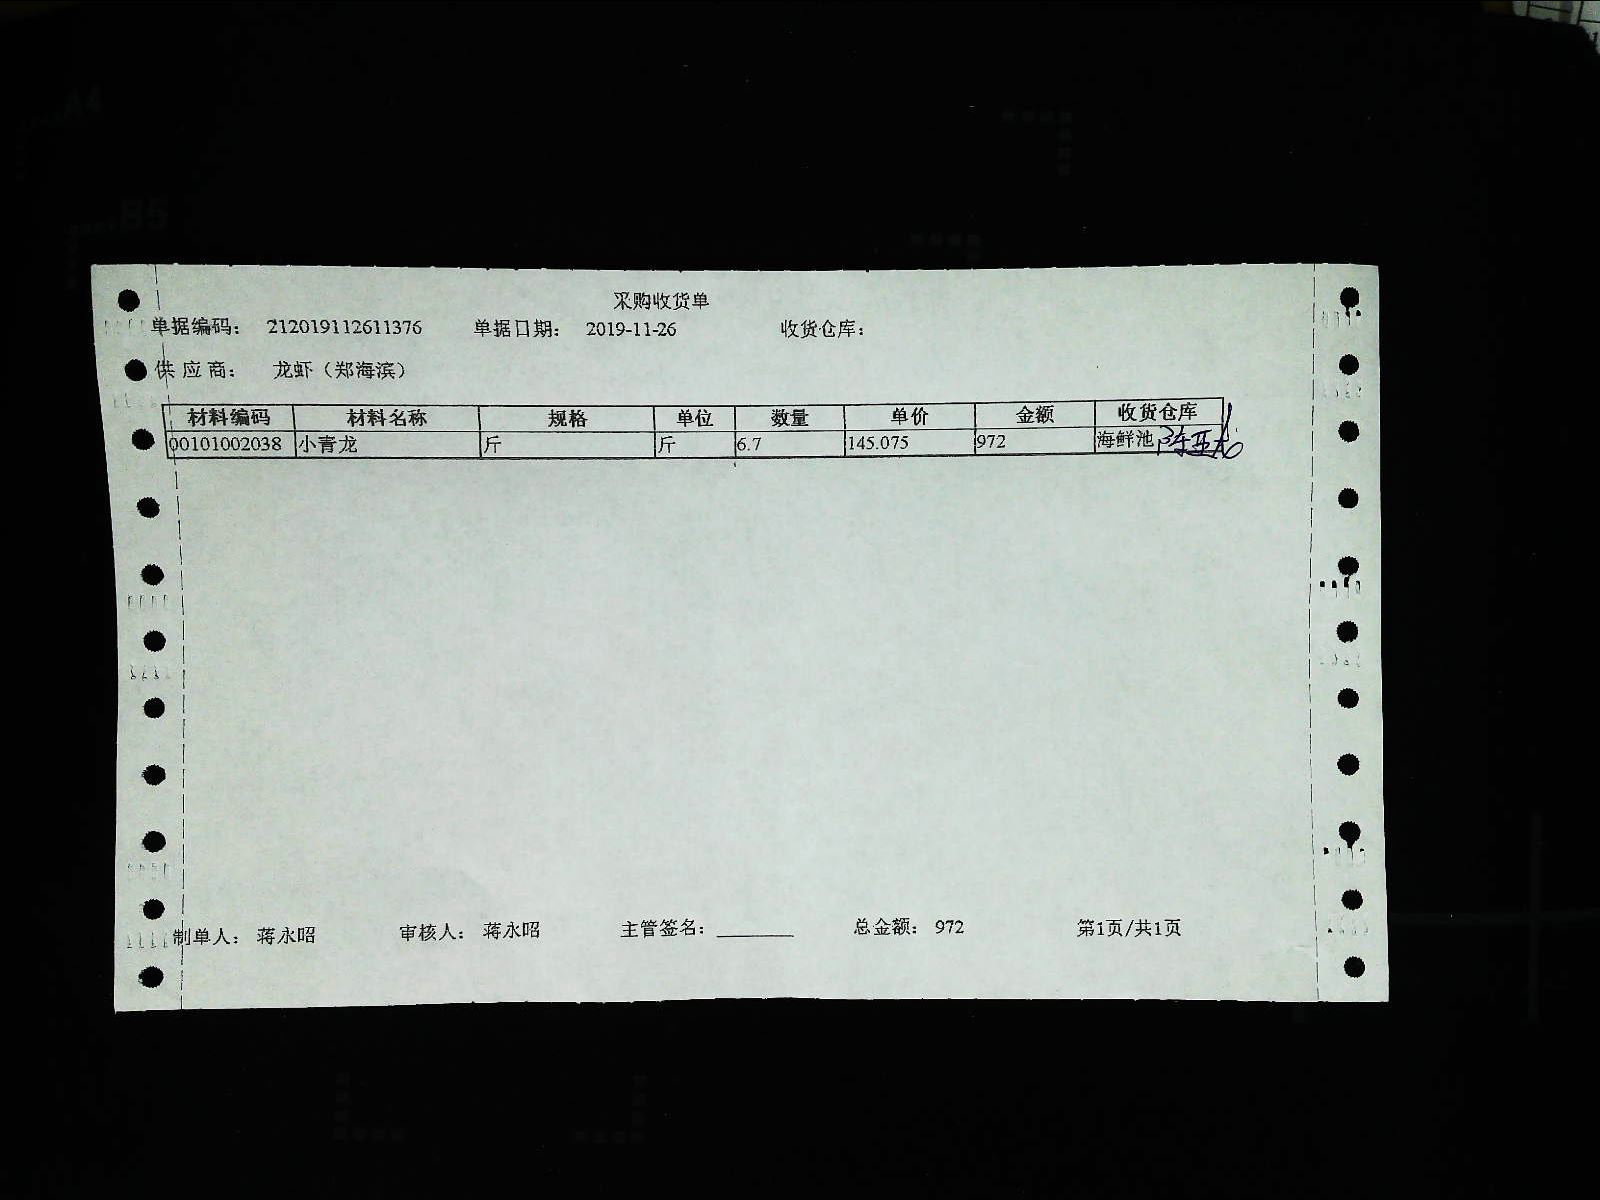 采购收货单
单据编码： 212019112611376 单据日期： 2019-11-26 收货仓库：
供应商： 龙虾（郑海滨）
材料编码 材料名称 规格 单位 数量 单价 金额 收货仓库
00101002038 小青龙 斤 斤 6.7 145.075 972 海鲜池
制单人： 蒋永昭 审核人： 蒋永昭 主管签名：________ 总金额： 972 第1页/共1页